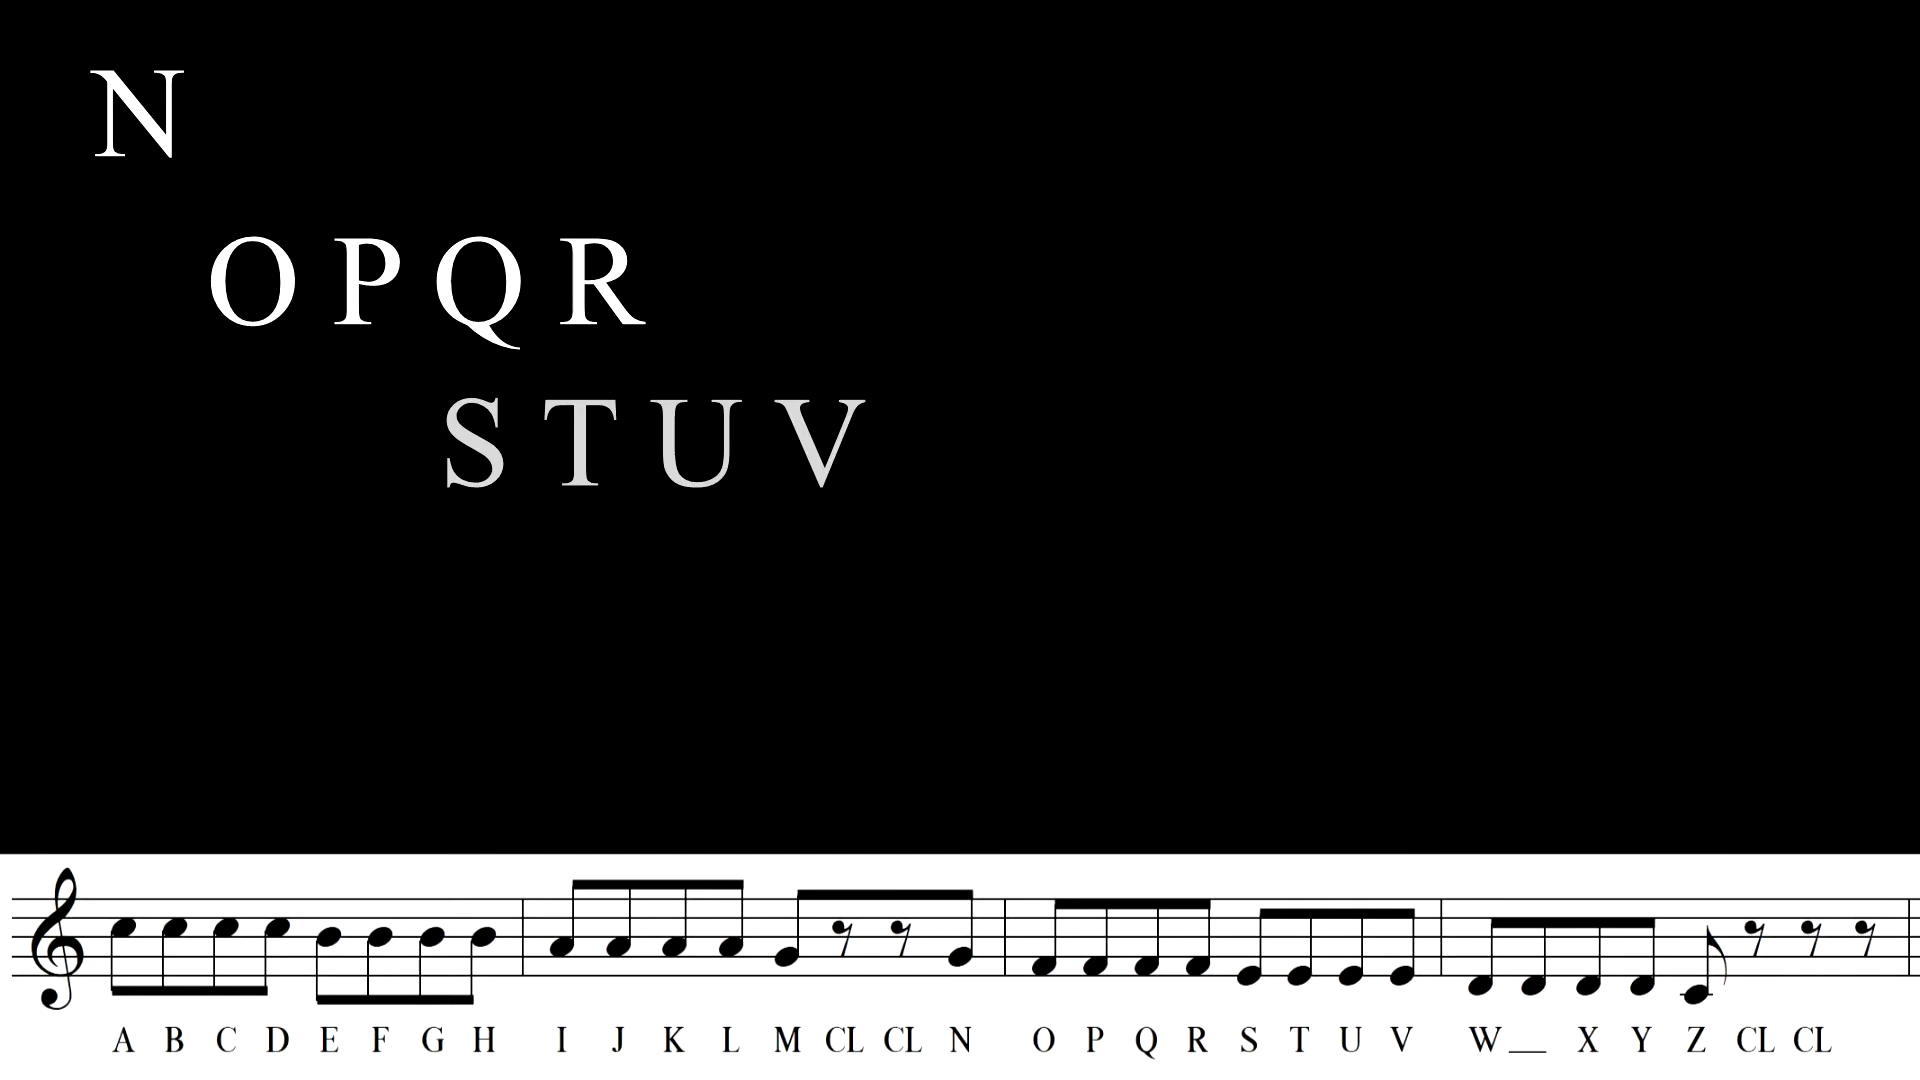 N
O P Q R
S T U V
A B C D E F G H I J K L M CL CL N O P Q R S T U V W__ X Y Z CL CL